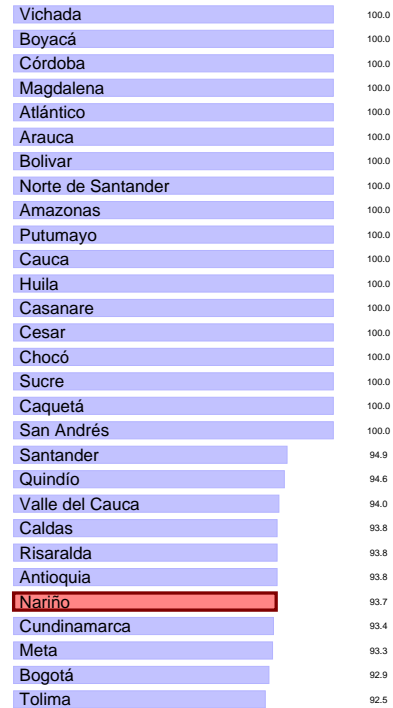 Vichada 100.0
Boyacá 100.0
Córdoba 100.0
Magdalena 100.0
Atlántico 100.0
Arauca 100.0
Bolivar 100.0
Norte de Santander 100.0
Amazonas 100.0
Putumayo 100.0
Cauca 100.0
Huila 100.0
Casanare 100.0
Cesar 100.0
Chocó 100.0
Sucre 100.0
Caquetá 100.0
San Andrés 100.0
Santander 94.9
Quindío 94.6
Valle del Cauca 94.0
Caldas 93.8
Risaralda 93.8
Antioquia 93.8
Nariño 93.7
Cundinamarca 93.4
Meta 93.3
Bogotá 92.9
Tolima 92.5